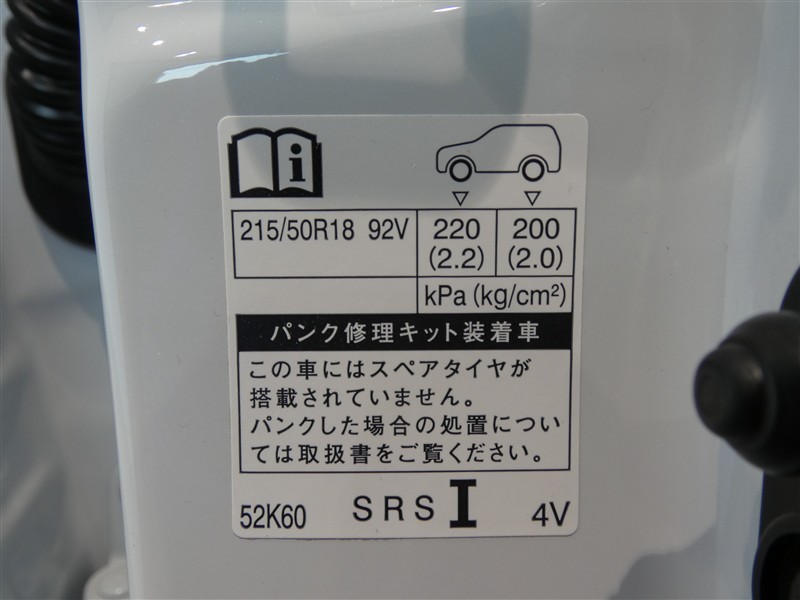 i
215/50R18 92V 220 200
(2.2) (2.0)
kPa (kg/cm²)
パンク修理キット装着車
この車にはスペアタイヤが
搭載されていません。
パンクした場合の処置につい
ては取扱書をご覧ください。
52K60 SRS I 4V